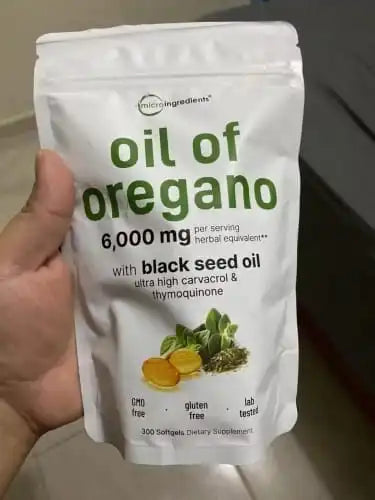 microingredients®
oil of
oregano
6,000 mg per serving
herbal equivalent**
with black seed oil
ultra high carvacrol &
thymoquinone
GMO
free
·
gluten
free
·
lab
tested
300 Softgels Dietary Supplement